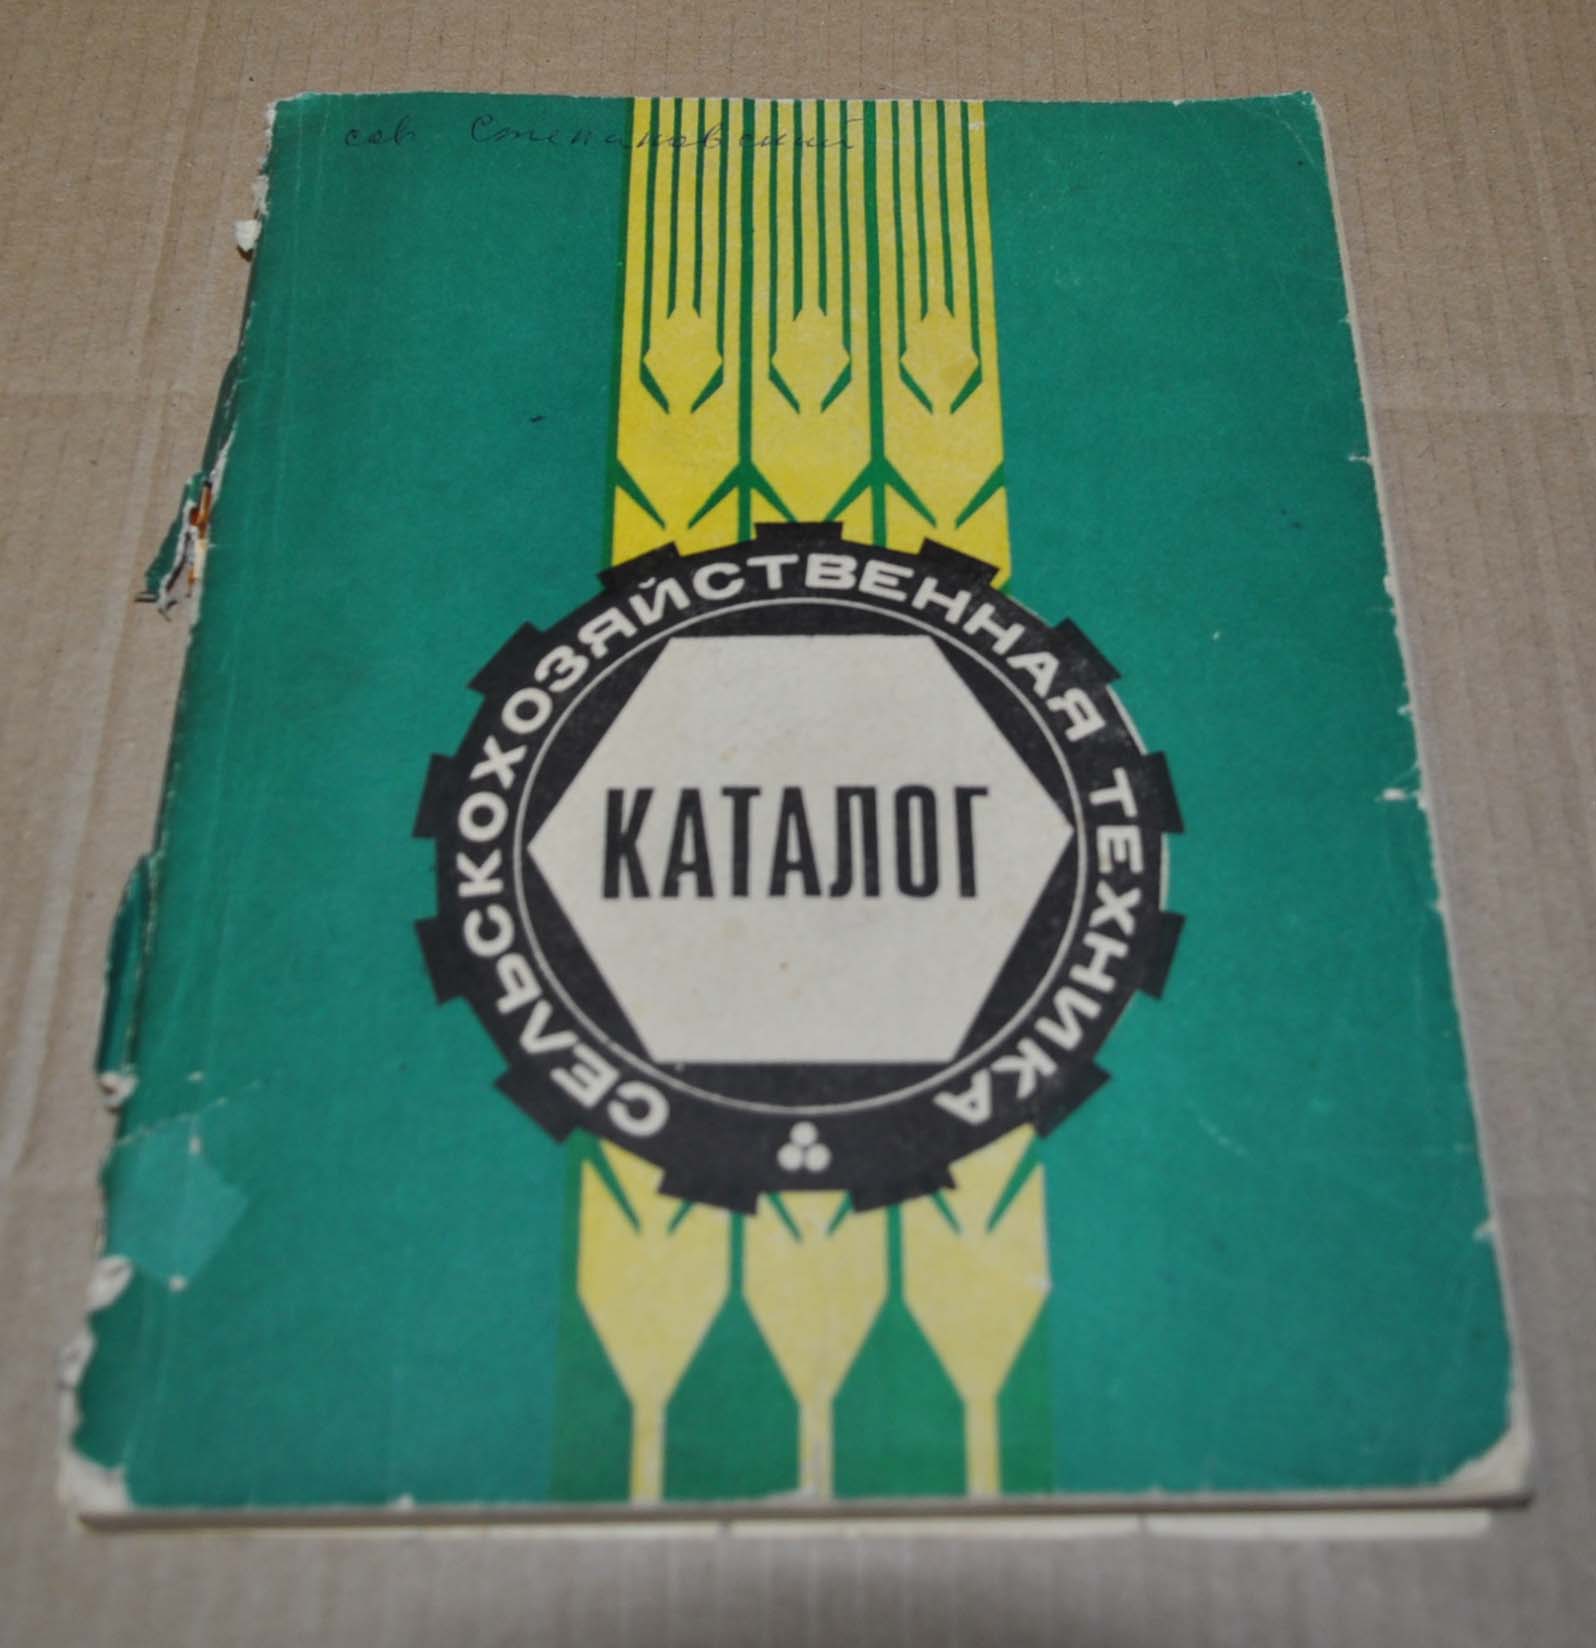 сов. Степановский
СЕЛЬСКОХОЗЯЙСТВЕННАЯ ТЕХНИКА
КАТАЛОГ